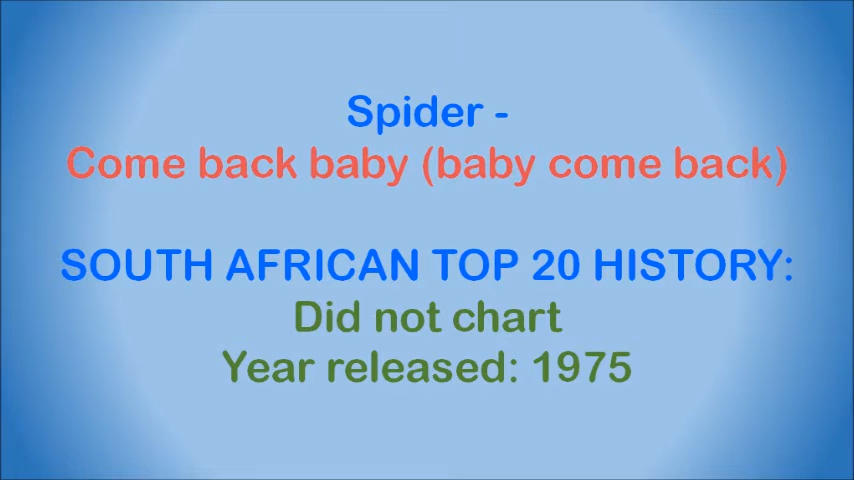 Spider -
Come back baby (baby come back)
SOUTH AFRICAN TOP 20 HISTORY:
Did not chart
Year released: 1975